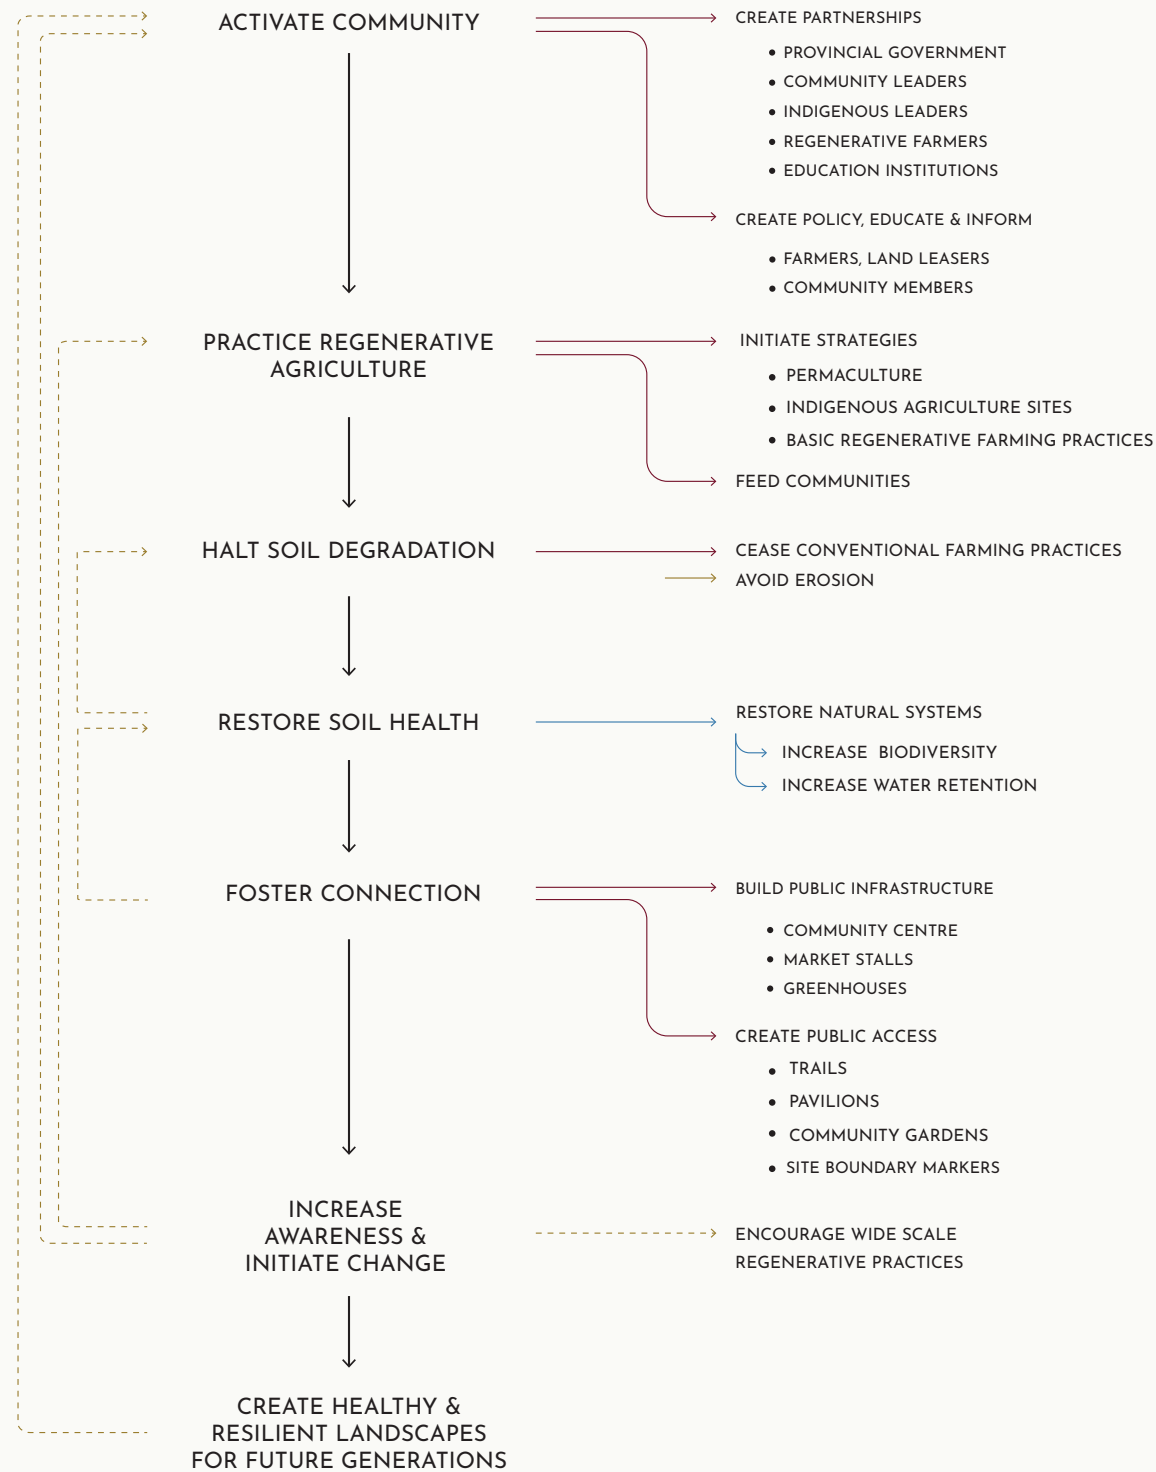 ACTIVATE COMMUNITY
CREATE PARTNERSHIPS
PROVINCIAL GOVERNMENT
COMMUNITY LEADERS
INDIGENOUS LEADERS
REGENERATIVE FARMERS
EDUCATION INSTITUTIONS
CREATE POLICY, EDUCATE & INFORM
FARMERS, LAND LEASERS
COMMUNITY MEMBERS
PRACTICE REGENERATIVE
AGRICULTURE
INITIATE STRATEGIES
PERMACULTURE
INDIGENOUS AGRICULTURE SITES
BASIC REGENERATIVE FARMING PRACTICES
FEED COMMUNITIES
HALT SOIL DEGRADATION
CEASE CONVENTIONAL FARMING PRACTICES
AVOID EROSION
RESTORE SOIL HEALTH
RESTORE NATURAL SYSTEMS
INCREASE BIODIVERSITY
INCREASE WATER RETENTION
FOSTER CONNECTION
BUILD PUBLIC INFRASTRUCTURE
COMMUNITY CENTRE
MARKET STALLS
GREENHOUSES
CREATE PUBLIC ACCESS
TRAILS
PAVILIONS
COMMUNITY GARDENS
SITE BOUNDARY MARKERS
INCREASE
AWARENESS &
INITIATE CHANGE
ENCOURAGE WIDE SCALE
REGENERATIVE PRACTICES
CREATE HEALTHY &
RESILIENT LANDSCAPES
FOR FUTURE GENERATIONS